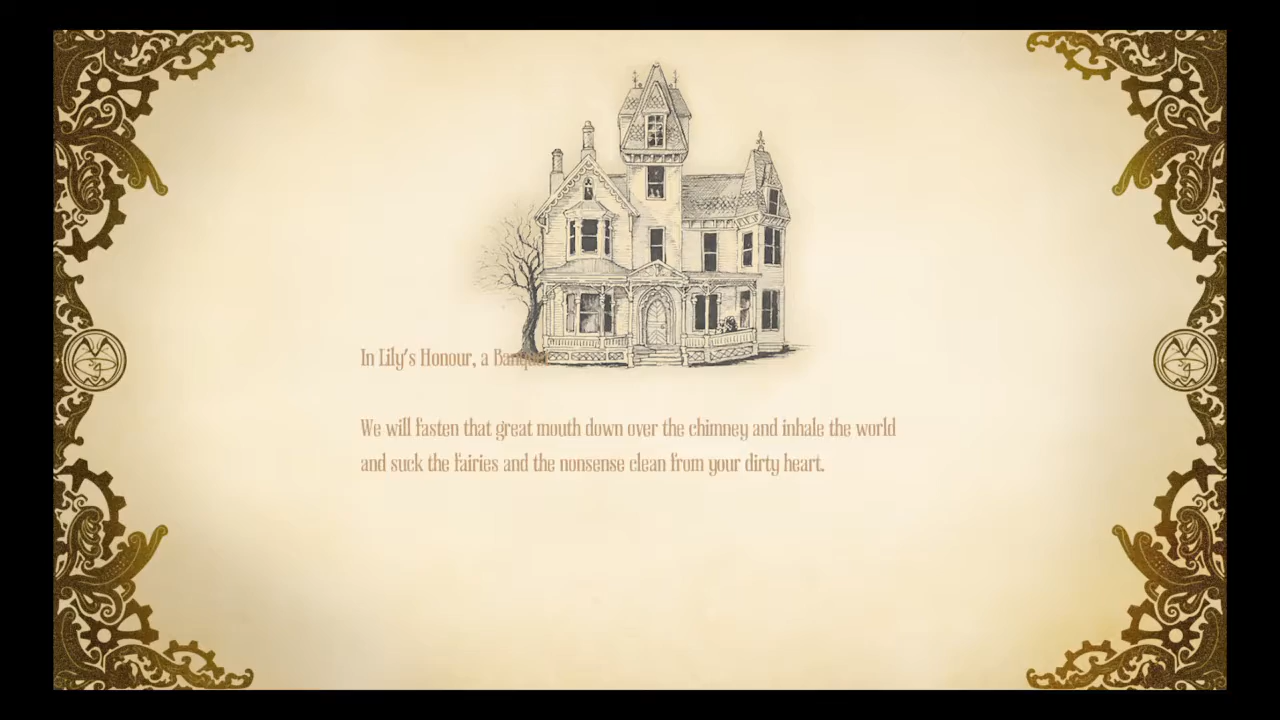 In Lily's Honour, a Banquet
We will fasten that great mouth down over the chimney and inhale the world
and suck the fairies and the nonsense clean from your dirty heart.